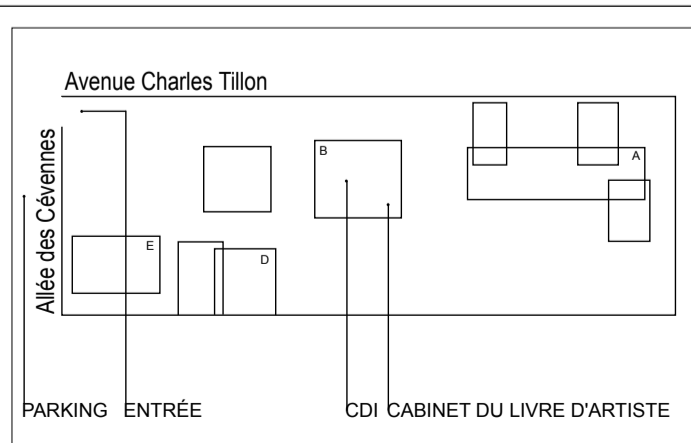 Avenue Charles Tillon
Allée des Cévennes
B
A
E
D
PARKING ENTRÉE CDI CABINET DU LIVRE D'ARTISTE